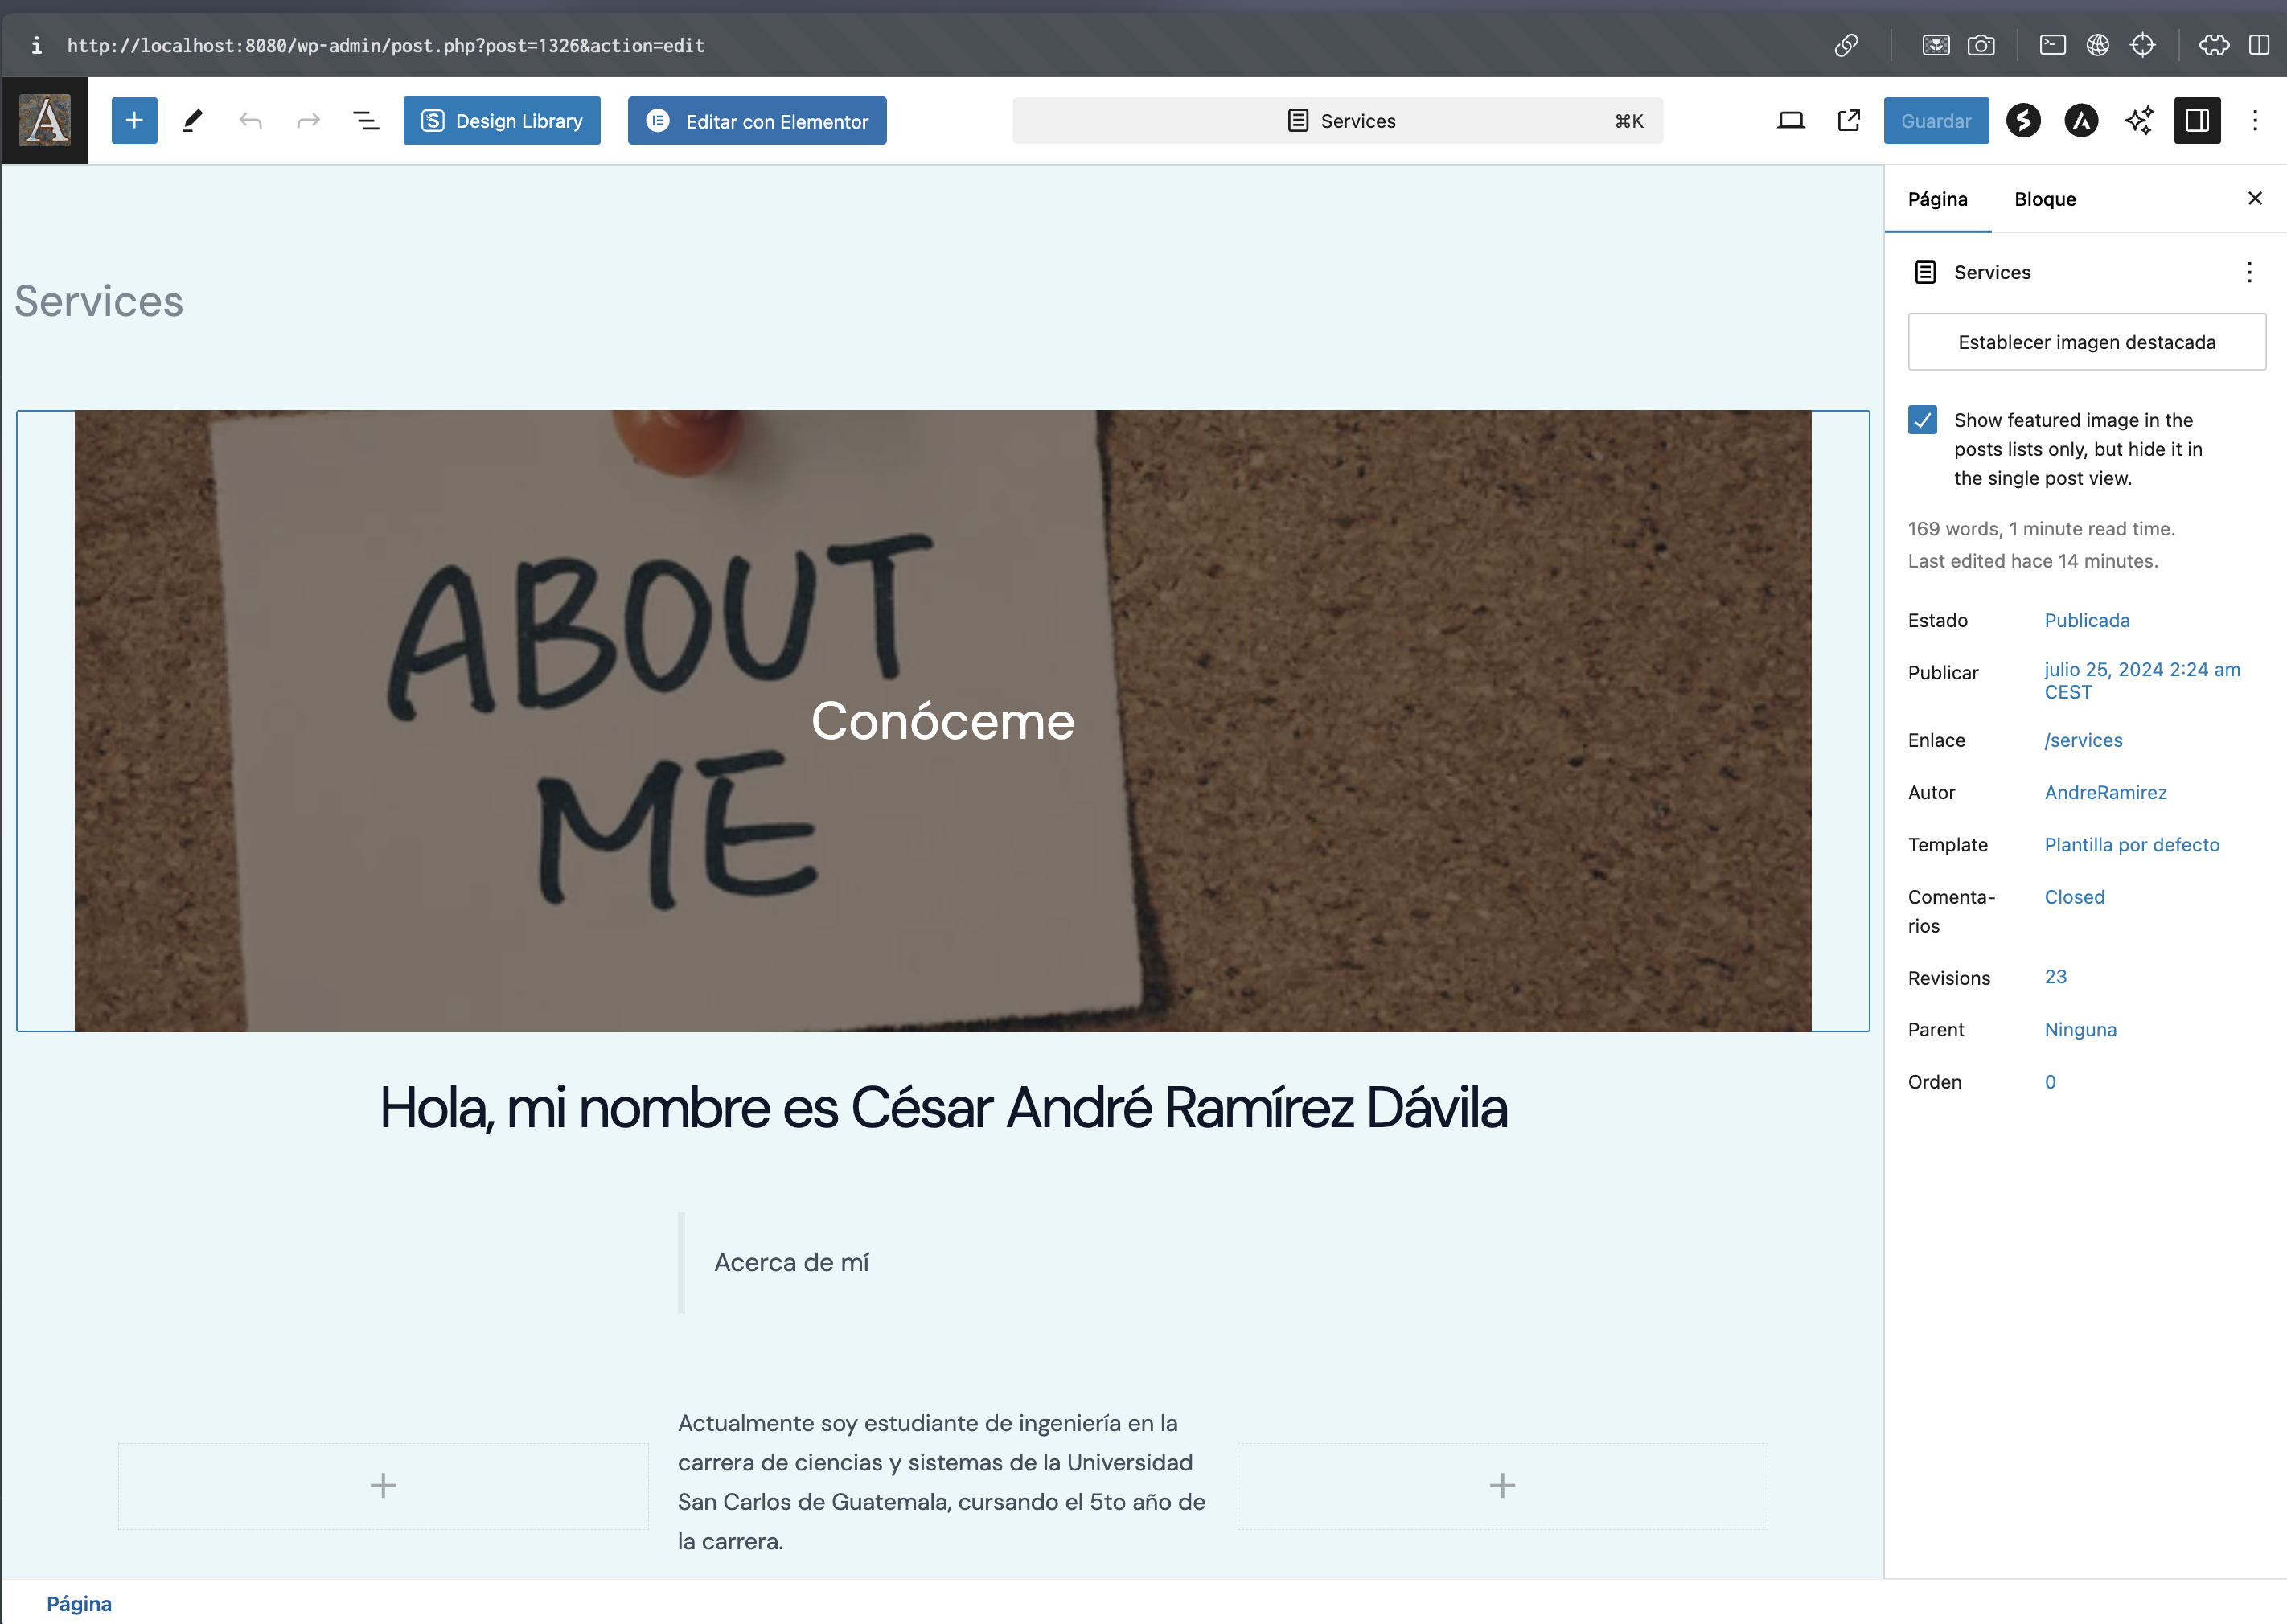 http://localhost:8080/wp-admin/post.php?post=1326&action=edit
Design Library
Editar con Elementor
Services
⌘K
Guardar
Página
Bloque
Services
Services
Establecer imagen destacada
Show featured image in the
posts lists only, but hide it in
the single post view.
169 words, 1 minute read time.
Last edited hace 14 minutes.
Estado
Publicada
Publicar
julio 25, 2024 2:24 am
CEST
Enlace
/services
Autor
AndreRamirez
Template
Plantilla por defecto
Comenta-
rios
Closed
Revisions
23
Parent
Ninguna
Orden
0
ABOUT
ME
Conóceme
Hola, mi nombre es César André Ramírez Dávila
Acerca de mí
Actualmente soy estudiante de ingeniería en la
carrera de ciencias y sistemas de la Universidad
San Carlos de Guatemala, cursando el 5to año de
la carrera.
Página